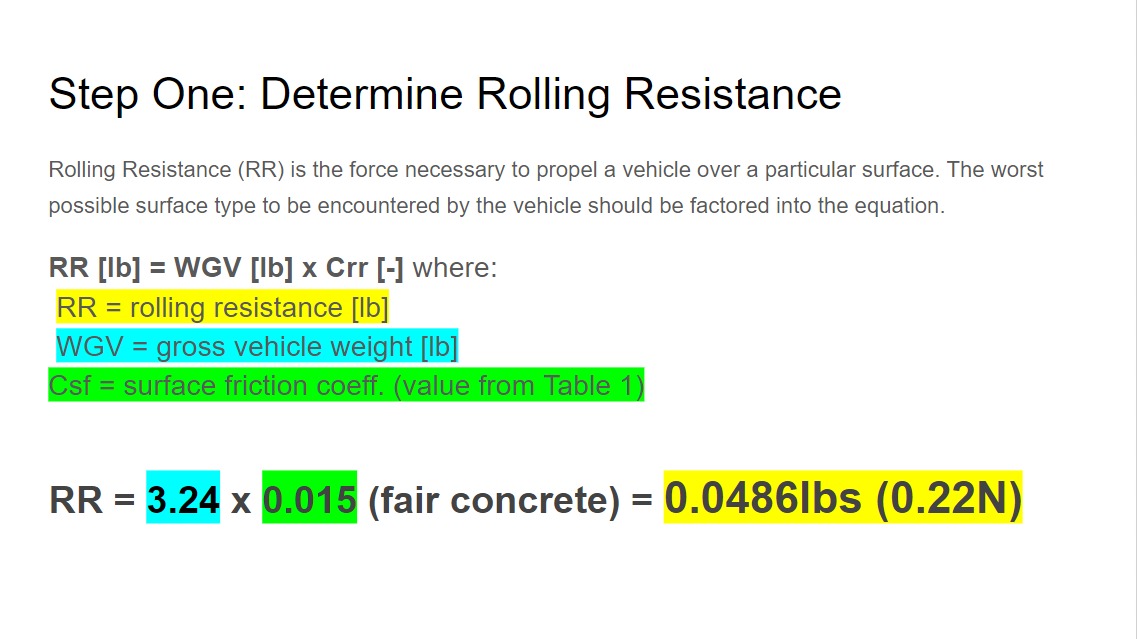 Step One: Determine Rolling Resistance
Rolling Resistance (RR) is the force necessary to propel a vehicle over a particular surface. The worst
possible surface type to be encountered by the vehicle should be factored into the equation.
RR [lb] = WGV [lb] x Crr [-] where:
RR = rolling resistance [lb]
WGV = gross vehicle weight [lb]
Csf = surface friction coeff. (value from Table 1)
RR = 3.24 x 0.015 (fair concrete) = 0.0486lbs (0.22N)